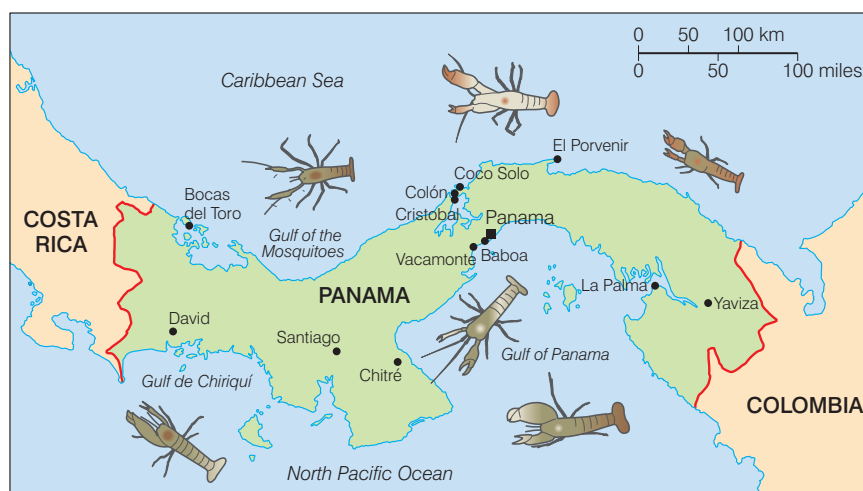 0 50 100 km
0 50 100 miles
Caribbean Sea
El Porvenir
Coco Solo
Colón
Cristobal
Bocas
del Toro
COSTA
RICA
Gulf of the
Mosquitoes
Panama
Vacamonte
Baboa
PANAMA
La Palma
Yaviza
David
Santiago
Chitré
Gulf of Panama
Gulf de Chiriquí
COLOMBIA
North Pacific Ocean